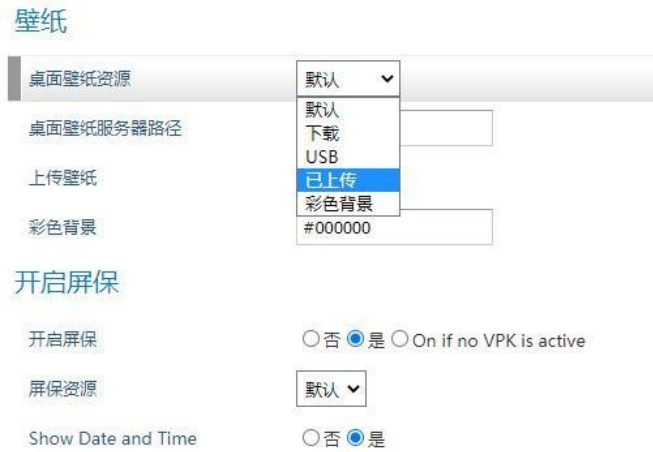 壁纸
桌面壁纸资源 默认
默认
桌面壁纸服务器路径
下载
USB
上传壁纸 已上传
彩色背景
彩色背景 #000000
开启屏保
开启屏保 否 是 On if no VPK is active
屏保资源 默认
Show Date and Time 否 是